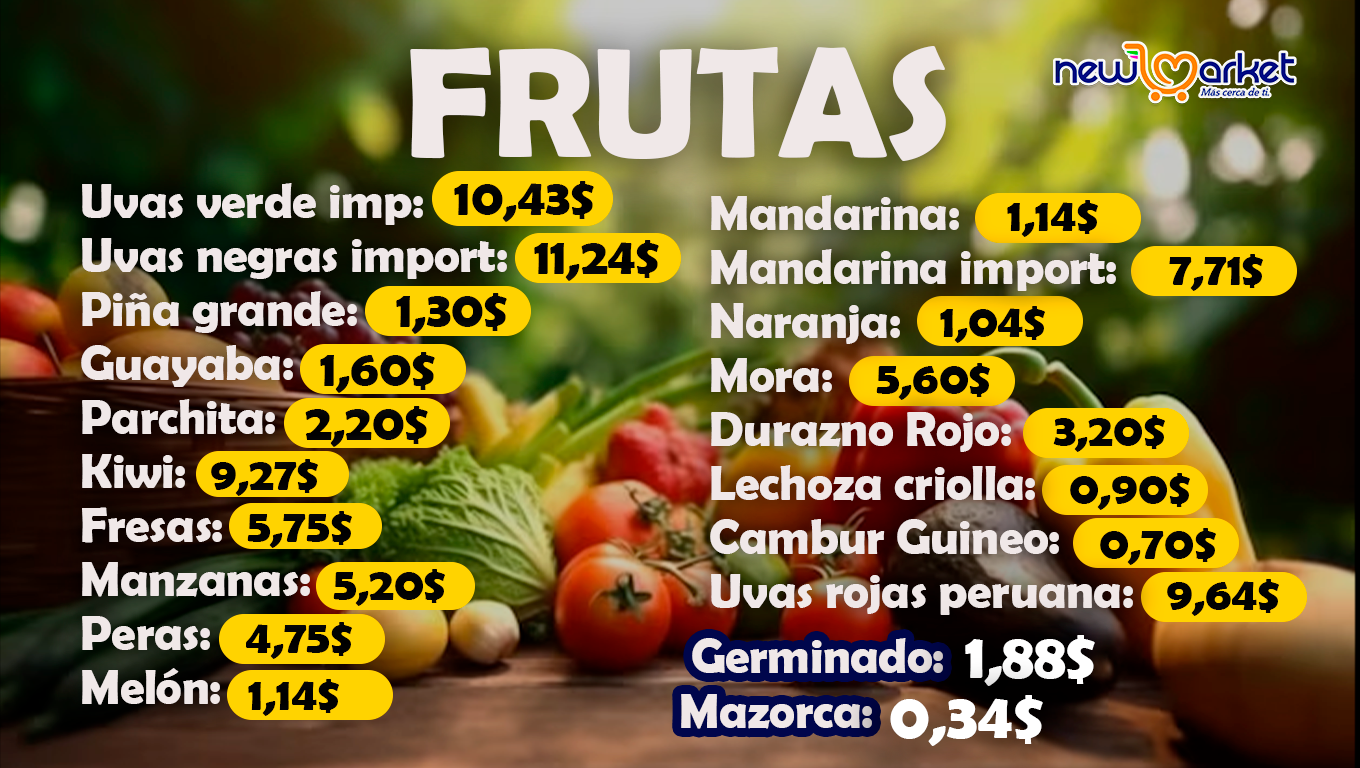 FRUTAS
new market
Más cerca de ti.
Uvas verde imp: 10,43$
Uvas negras import: 11,24$
Piña grande: 1,30$
Guayaba: 1,60$
Parchita: 2,20$
Kiwi: 9,27$
Fresas: 5,75$
Manzanas: 5,20$
Peras: 4,75$
Melón: 1,14$
Mandarina: 1,14$
Mandarina import: 7,71$
Naranja: 1,04$
Mora: 5,60$
Durazno Rojo: 3,20$
Lechoza criolla: 0,90$
Cambur Guineo: 0,70$
Uvas rojas peruana: 9,64$
Germinado: 1,88$
Mazorca: 0,34$